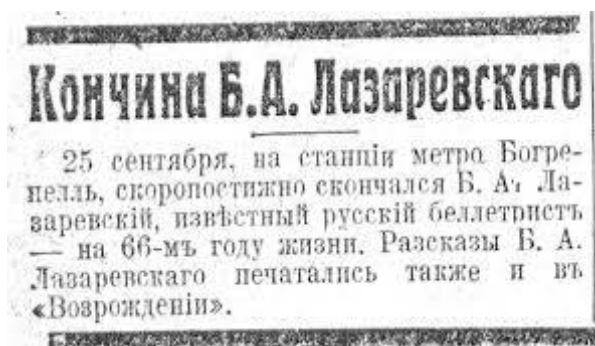 Кончина Б.А. Лазаревскаго
25 сентября, на станціи метро Вогре-
нелль, скоропостижно скончался Б. А. Ла-
заревскій, извѣстный русскій беллетристъ
— на 66-мъ году жизни. Разсказы Б. А.
Лазаревскаго печатались также и въ
«Возрожденіи».